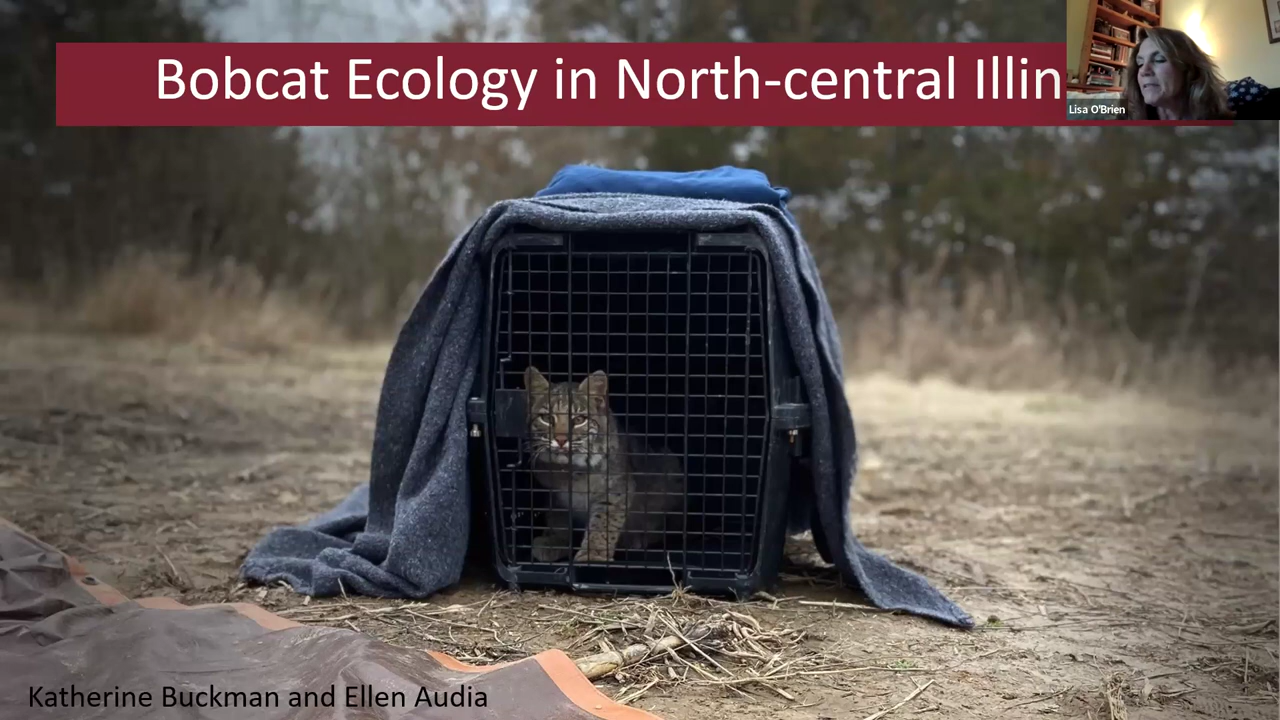 Bobcat Ecology in North-central Illin
Lisa O'Brien
Katherine Buckman and Ellen Audia